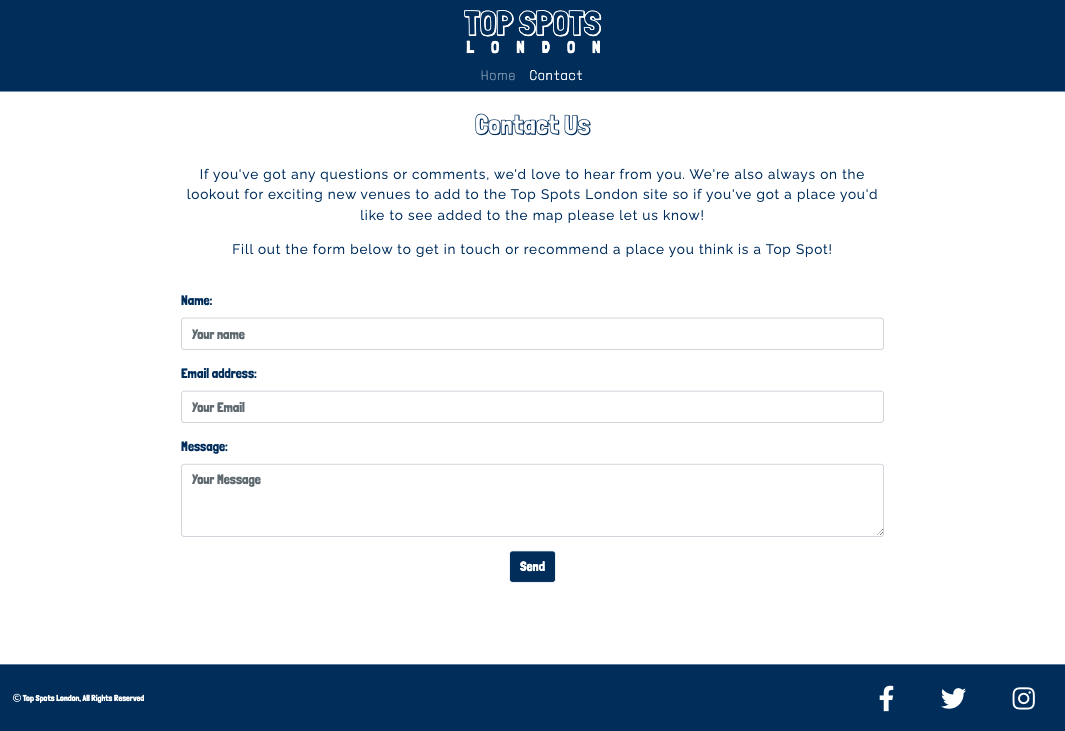 TOP SPOTS
LONDON
Home Contact
Contact Us
If you've got any questions or comments, we'd love to hear from you. We're also always on the
lookout for exciting new venues to add to the Top Spots London site so if you've got a place you'd
like to see added to the map please let us know!
Fill out the form below to get in touch or recommend a place you think is a Top Spot!
Name:
Your name
Email address:
Your Email
Message:
Your Message
Send
© Top Spots London, All Rights Reserved